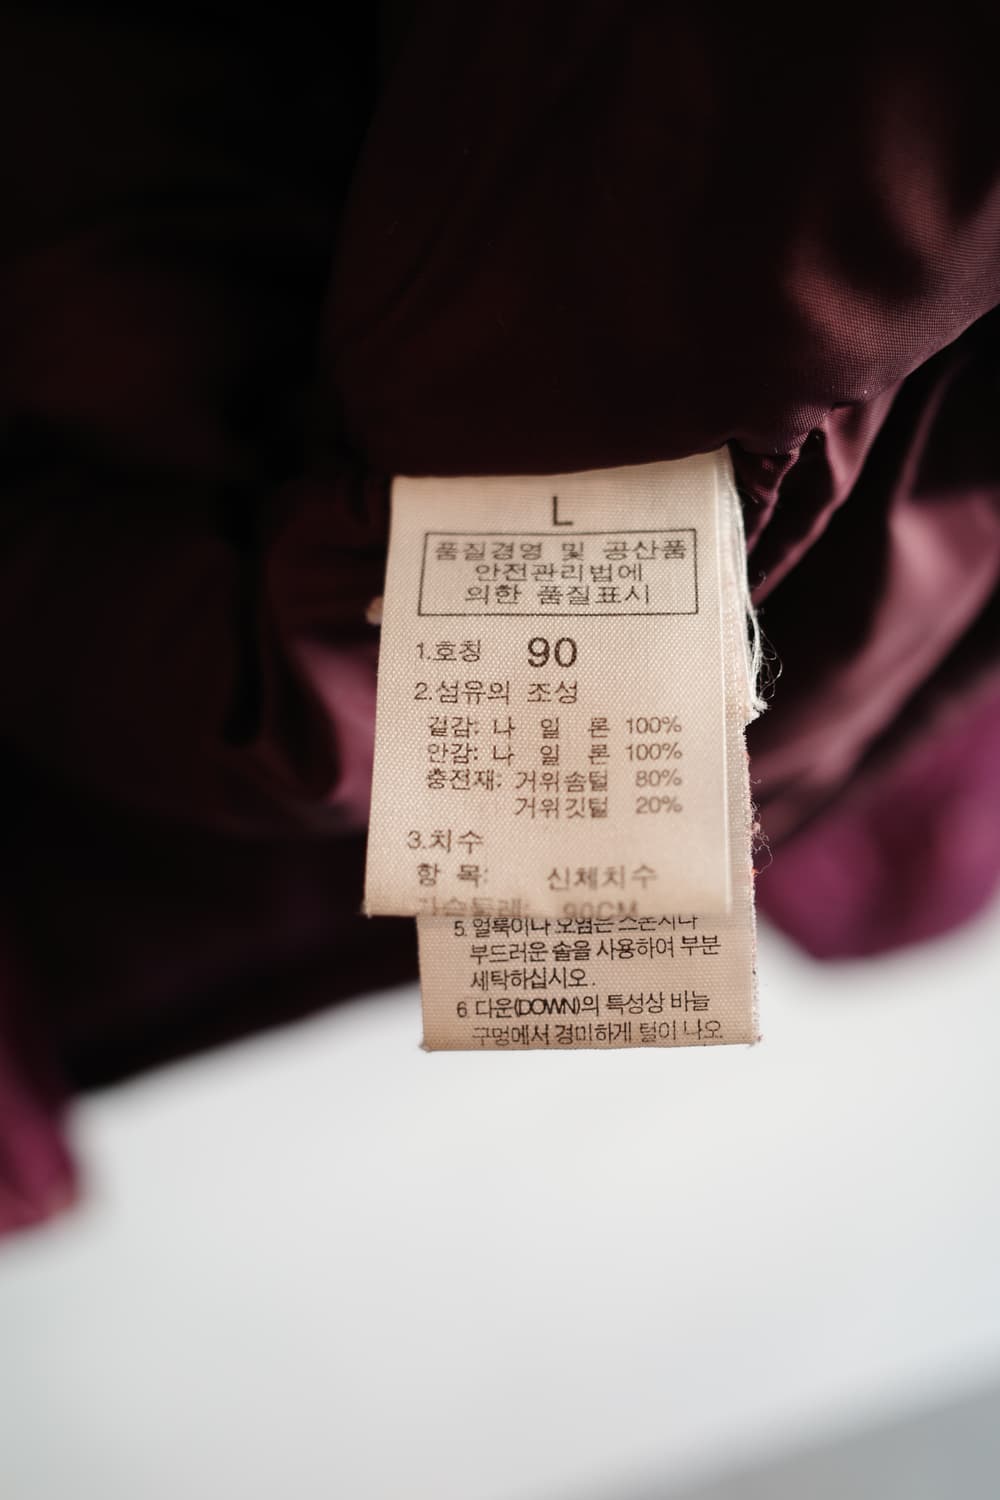 L
품질경영 및 공산품
안전관리법에
의한 품질표시
1.호칭 90
2.섬유의 조성
겉감: 나 일 론 100%
안감: 나 일 론 100%
충전재: 거위솜털 80%
거위깃털 20%
3.치수
항 목: 신체치수
가슴둘레: 90CM
5. 얼룩이나 오염은 스폰지나
부드러운 솔을 사용하여 부분
세탁하십시오.
6. 다운(DOWN)의 특성상 바늘
구멍에서 경미하게 털이 나오